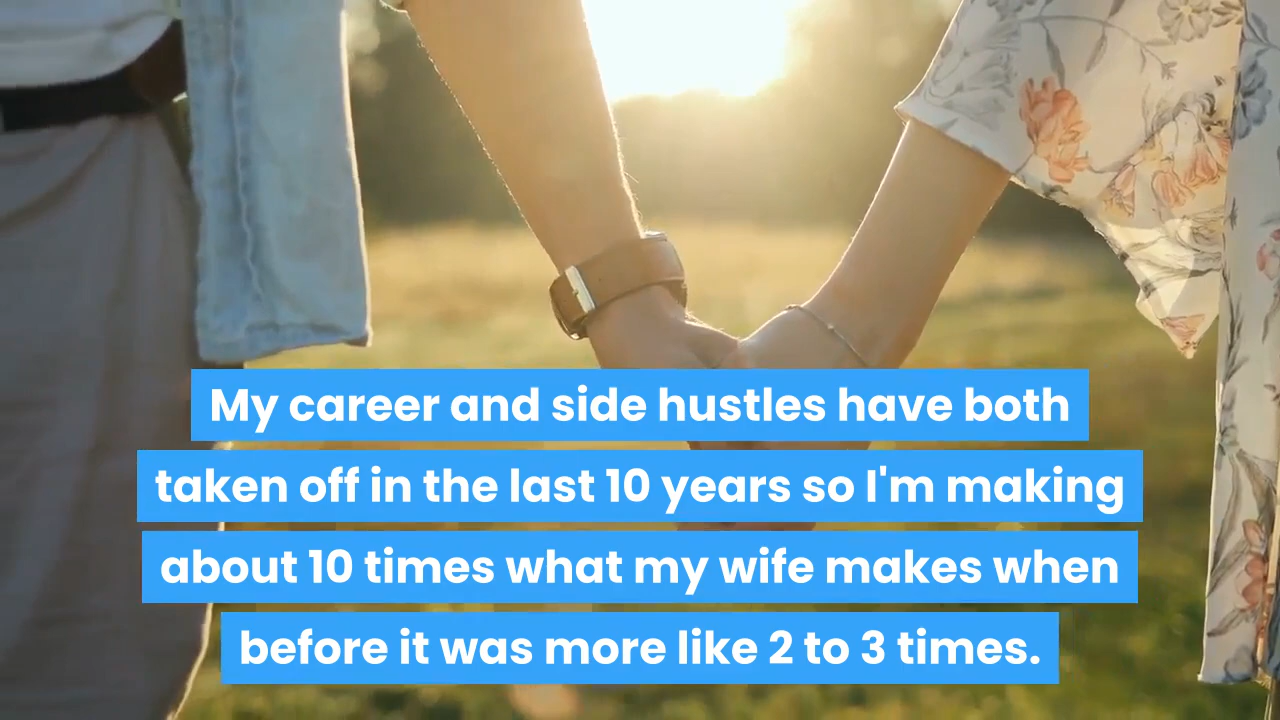 My career and side hustles have both
taken off in the last 10 years so I'm making
about 10 times what my wife makes when
before it was more like 2 to 3 times.